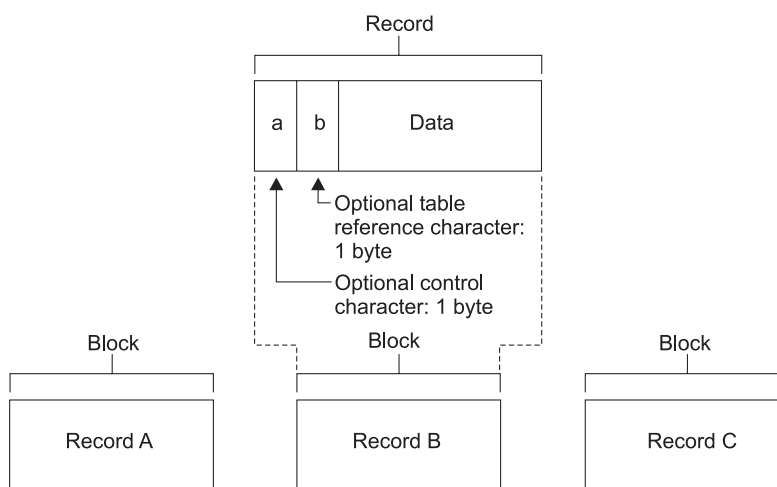 Record
a b Data
Optional table
reference character:
1 byte
Optional control
character: 1 byte
Block Block Block
Record A Record B Record C